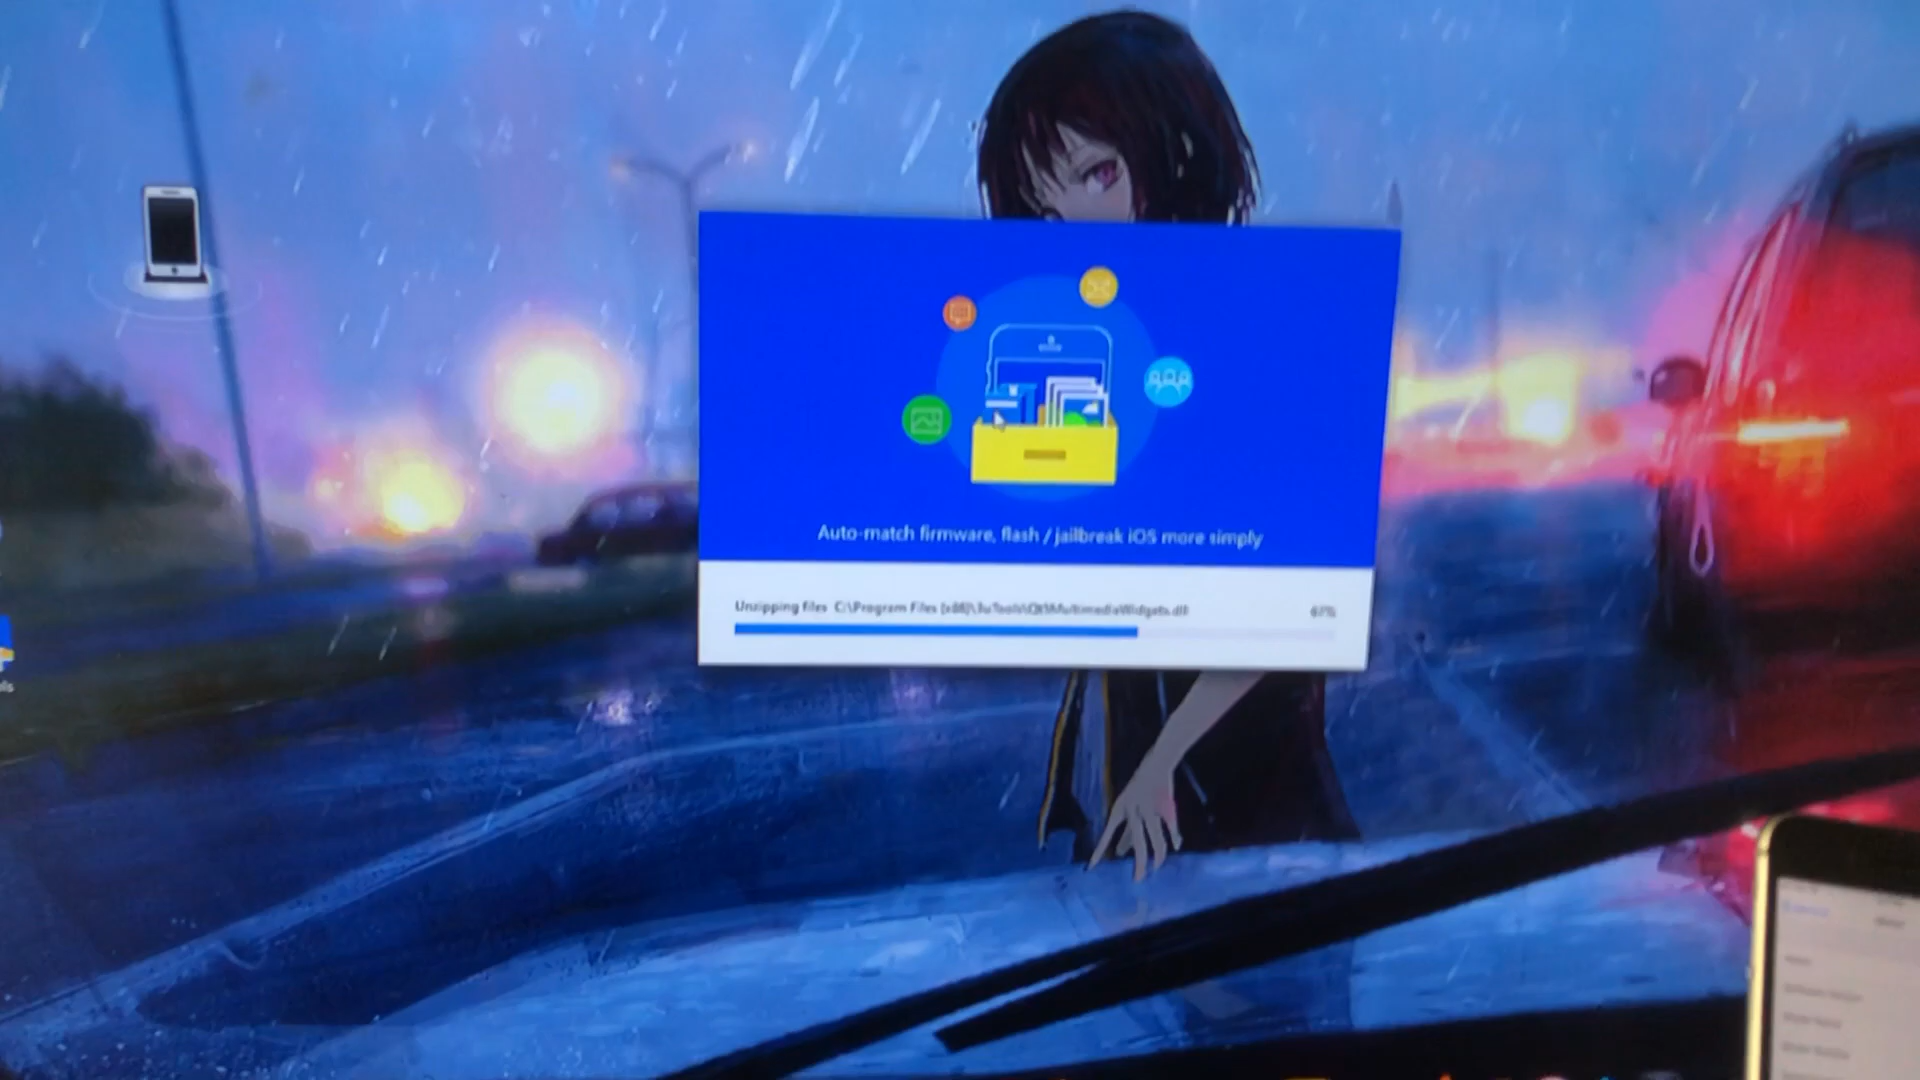 Auto-match firmware, flash / jailbreak iOS more simply
Unzipping files C:\Program Files (x86)\3uTools\Qt5MultimediaWidgets.dll 67%